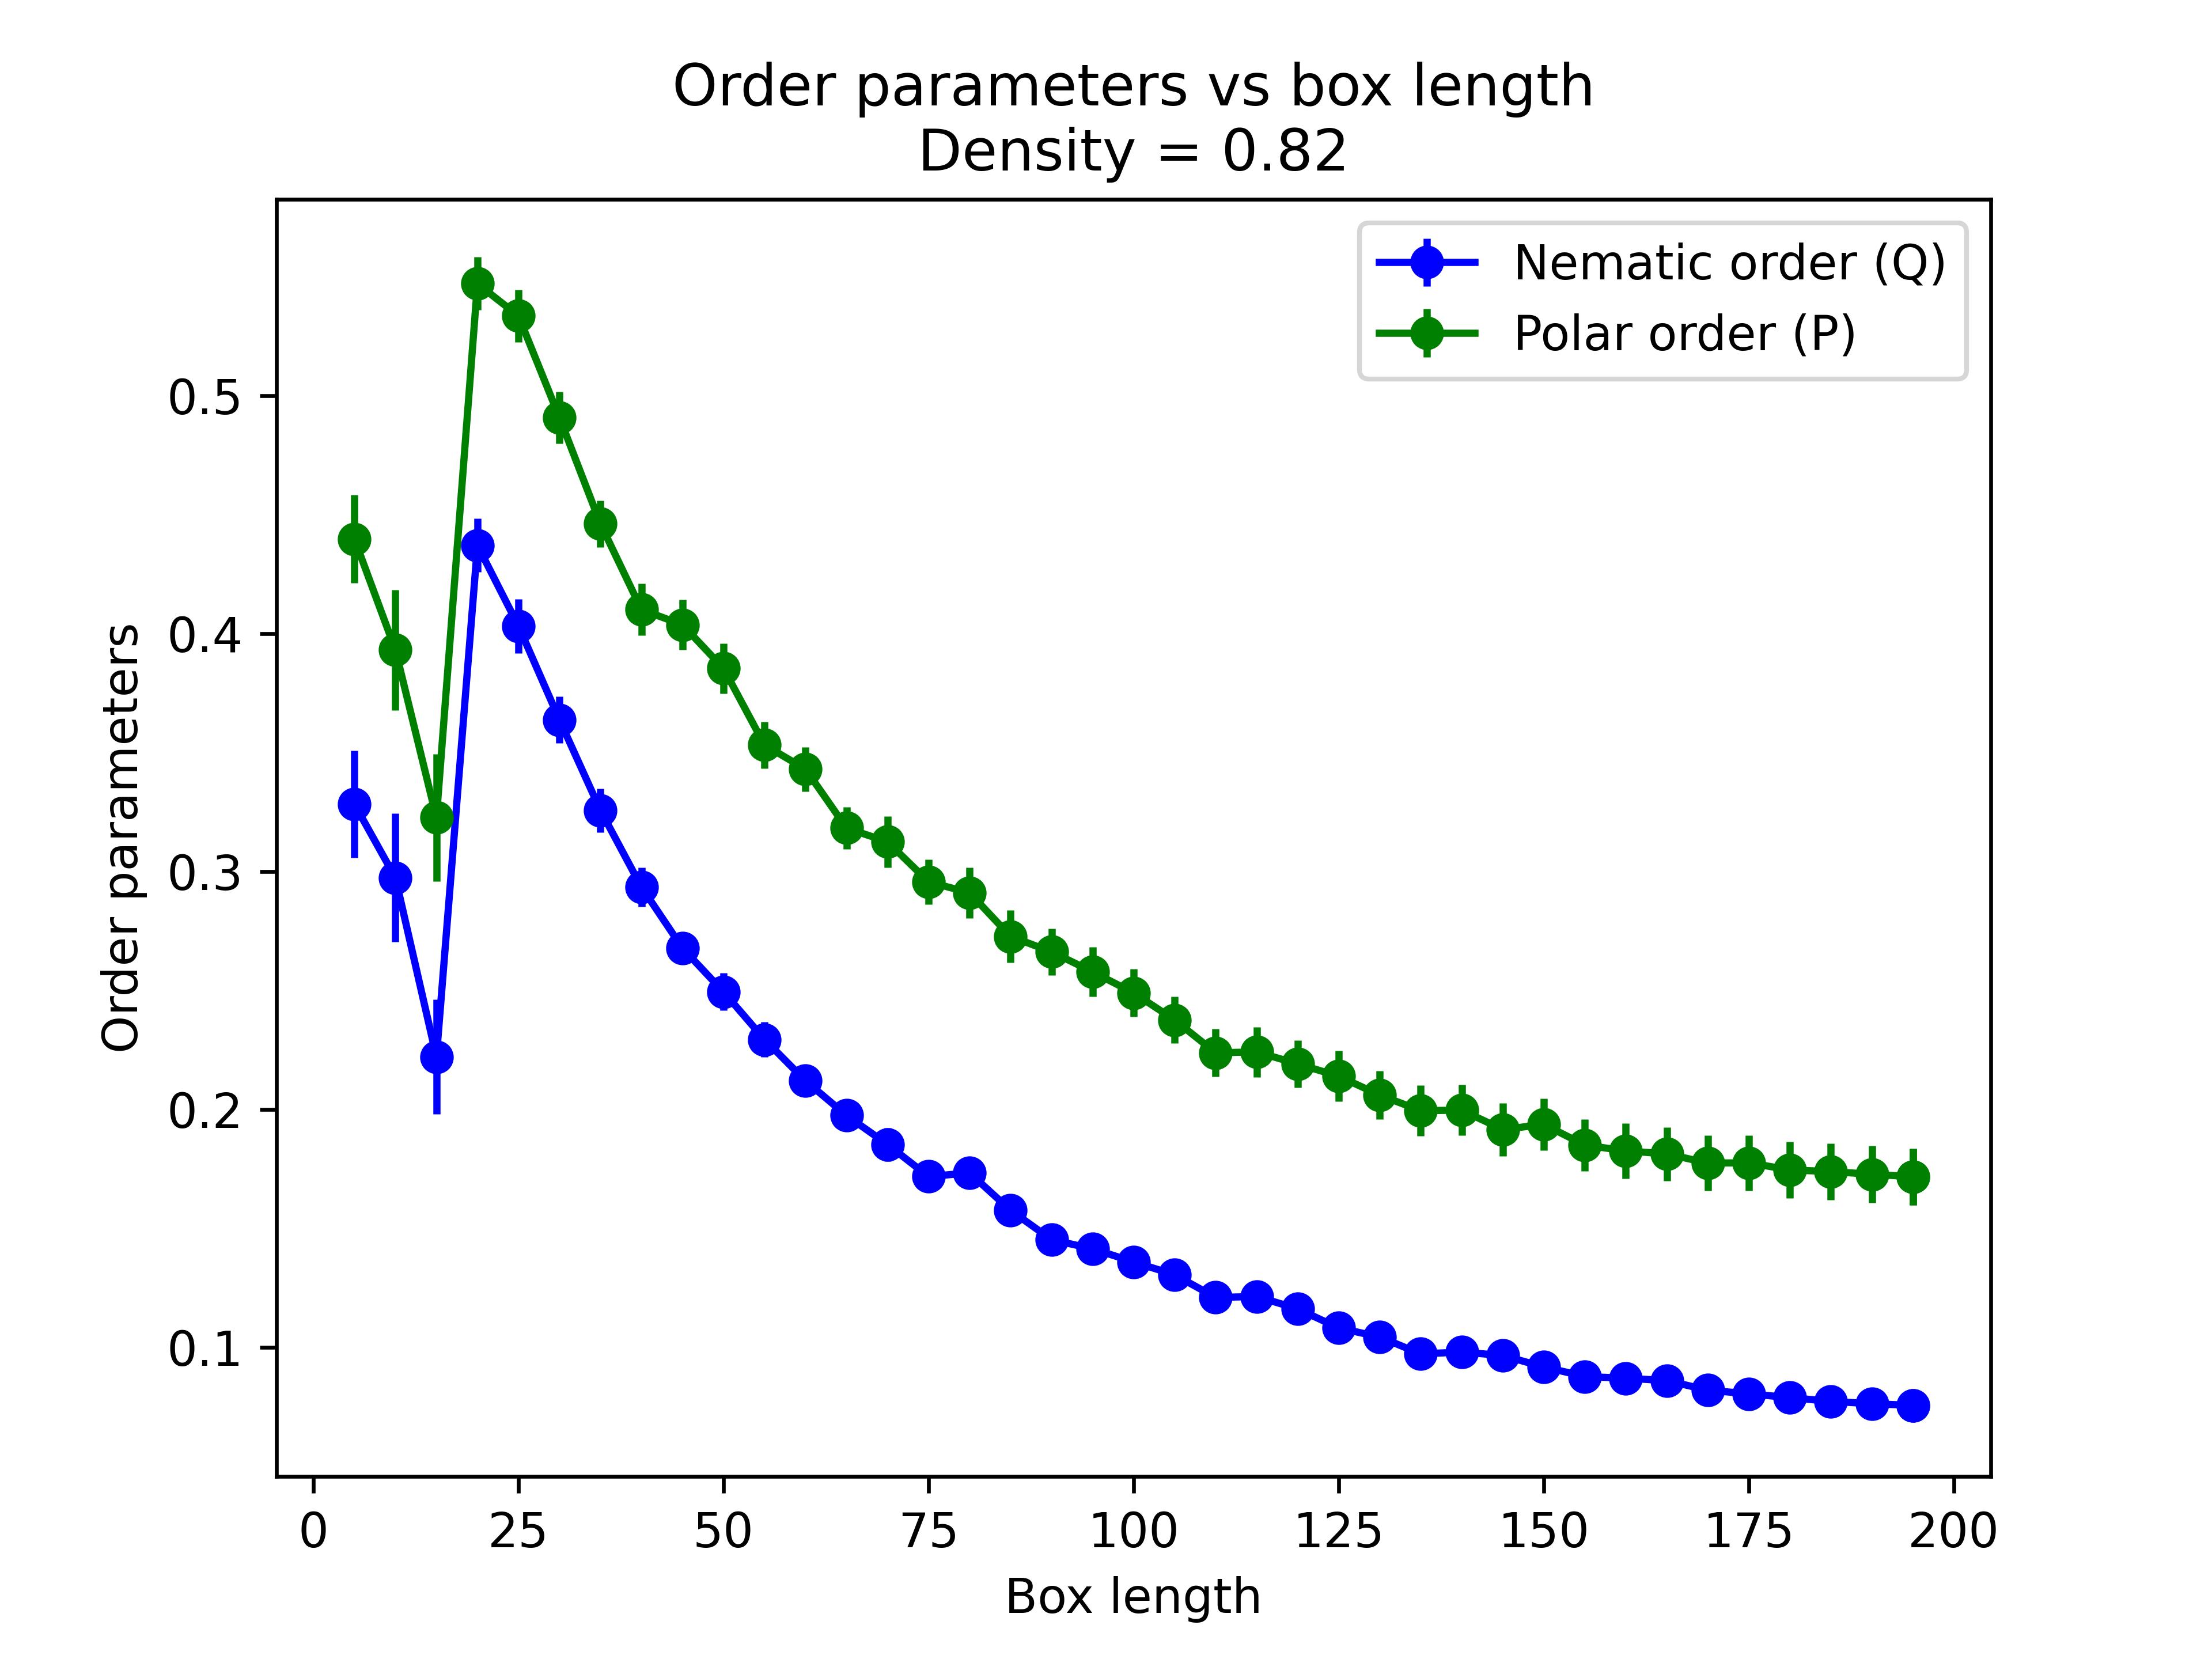 Order parameters vs box length
Density = 0.82
Nematic order (Q)
Polar order (P)
Order parameters
0.5
0.4
0.3
0.2
0.1
0 25 50 75 100 125 150 175 200
Box length